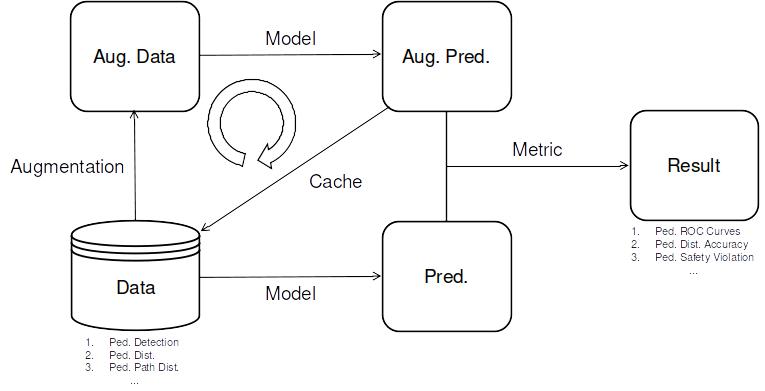 Aug. Data
Model
Aug. Pred.
Augmentation
Cache
Metric
Result
1. Ped. ROC Curves
2. Ped. Dist. Accuracy
3. Ped. Safety Violation
...
Data
Model
Pred.
1. Ped. Detection
2. Ped. Dist.
3. Ped. Path Dist.
...